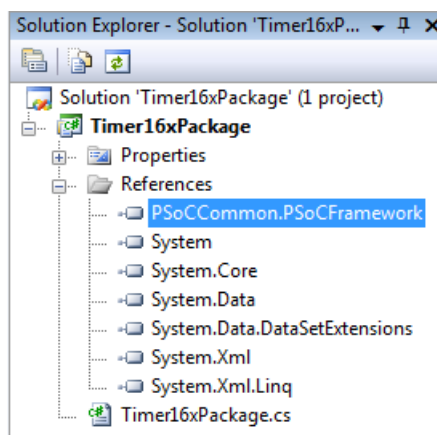 Solution Explorer - Solution 'Timer16xP...
Solution 'Timer16xPackage' (1 project)
Timer16xPackage
Properties
References
PSoCCommon.PSoCFramework
System
System.Core
System.Data
System.Data.DataSetExtensions
System.Xml
System.Xml.Linq
Timer16xPackage.cs